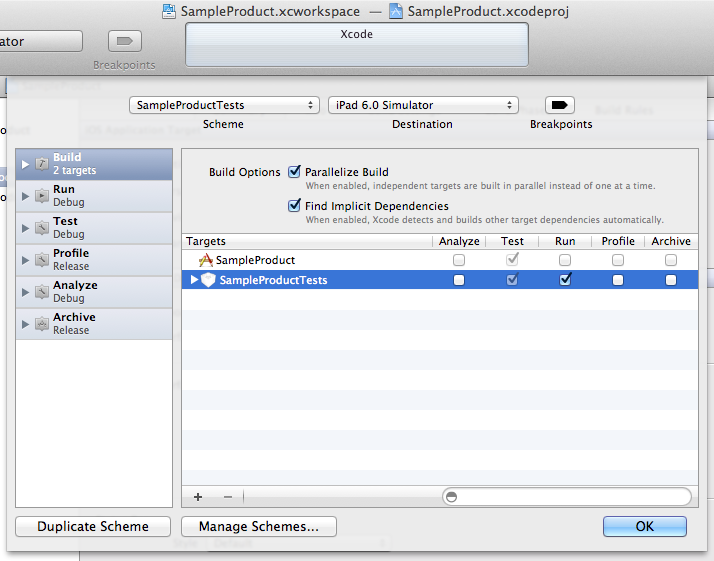 SampleProduct.xcworkspace — SampleProduct.xcodeproj
ator
Xcode
Breakpoints
SampleProductTests
iPad 6.0 Simulator
Scheme
Destination
Breakpoints
Build
2 targets
Run
Debug
Test
Debug
Profile
Release
Analyze
Debug
Archive
Release
Build Options
Parallelize Build
When enabled, independent targets are built in parallel instead of one at a time.
Find Implicit Dependencies
When enabled, Xcode detects and builds other target dependencies automatically.
Targets Analyze Test Run Profile Archive
SampleProduct
SampleProductTests
Duplicate Scheme
Manage Schemes...
OK